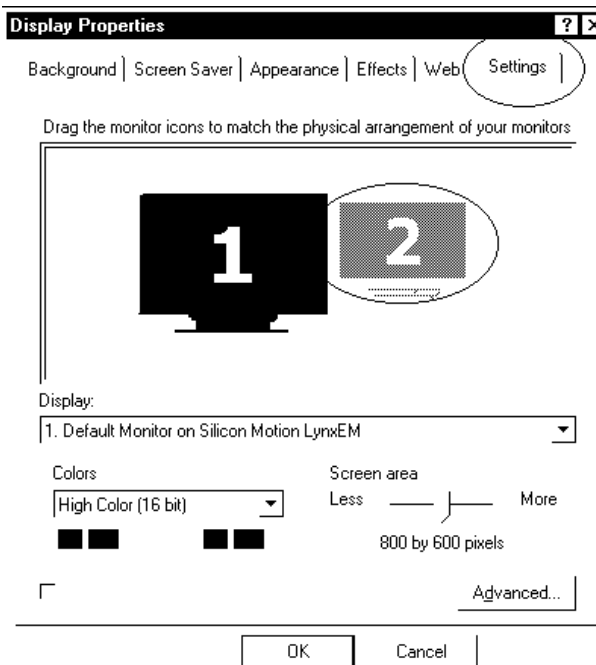 Display Properties ? X
Background Screen Saver Appearance Effects Web Settings
Drag the monitor icons to match the physical arrangement of your monitors
1 2
Display:
1. Default Monitor on Silicon Motion LynxEM
Colors Screen area
High Color (16 bit) Less More
800 by 600 pixels
Advanced...
OK Cancel